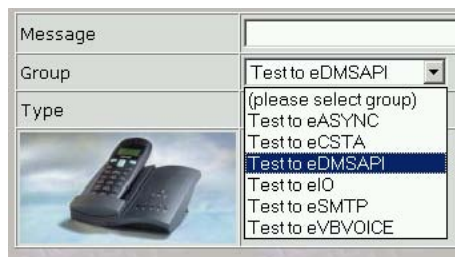 Message
Group
Test to eDMSAPI
Type
(please select group)
Test to eASYNC
Test to eCSTA
Test to eDMSAPI
Test to eIO
Test to eSMTP
Test to eVBVOICE